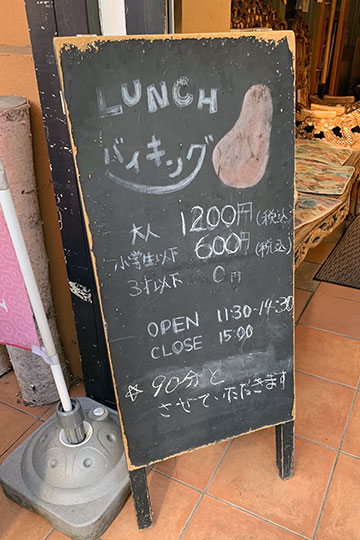 LUNCH
バイキング
大人 1200円(税込)
小学生以下 600円(税込)
3才以下 0円
OPEN 11:30-14:30
CLOSE 15:00
☆90分と
させていただきます